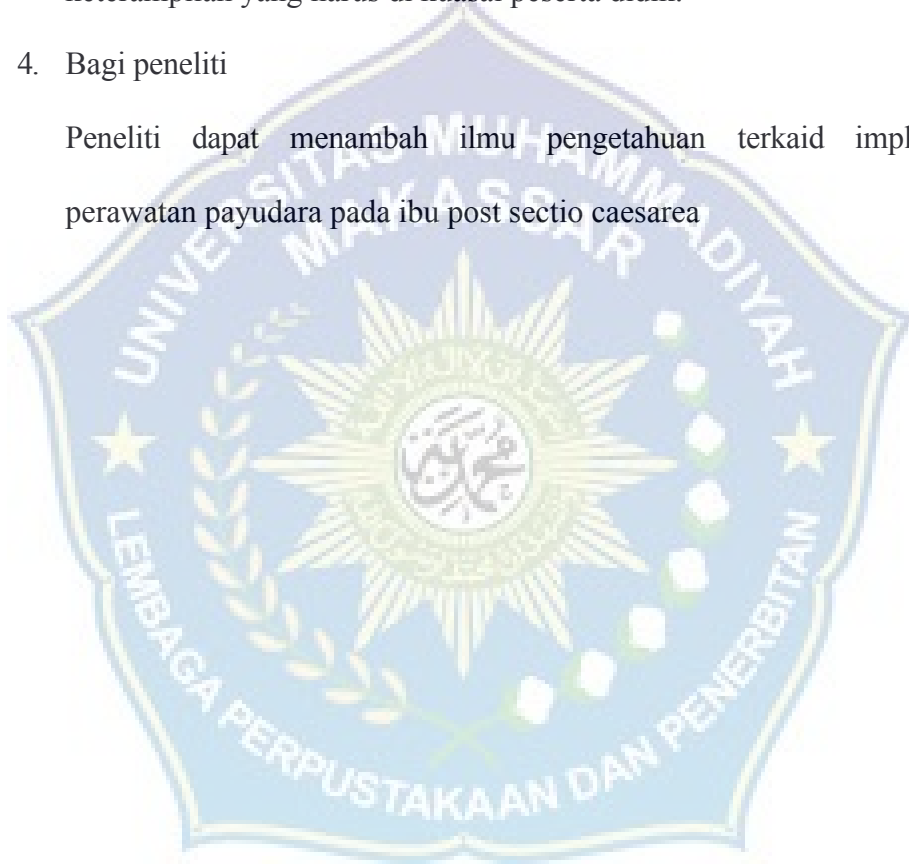 keterampilan yang harus di kuasai peserta didik.
4. Bagi peneliti
Peneliti dapat menambah ilmu pengetahuan terkaid impl
perawatan payudara pada ibu post sectio caesarea
UNIVERSITAS MUHAMMADIYAH
MAKASSAR
LEMBAGA PERPUSTAKAAN DAN PENERBITAN